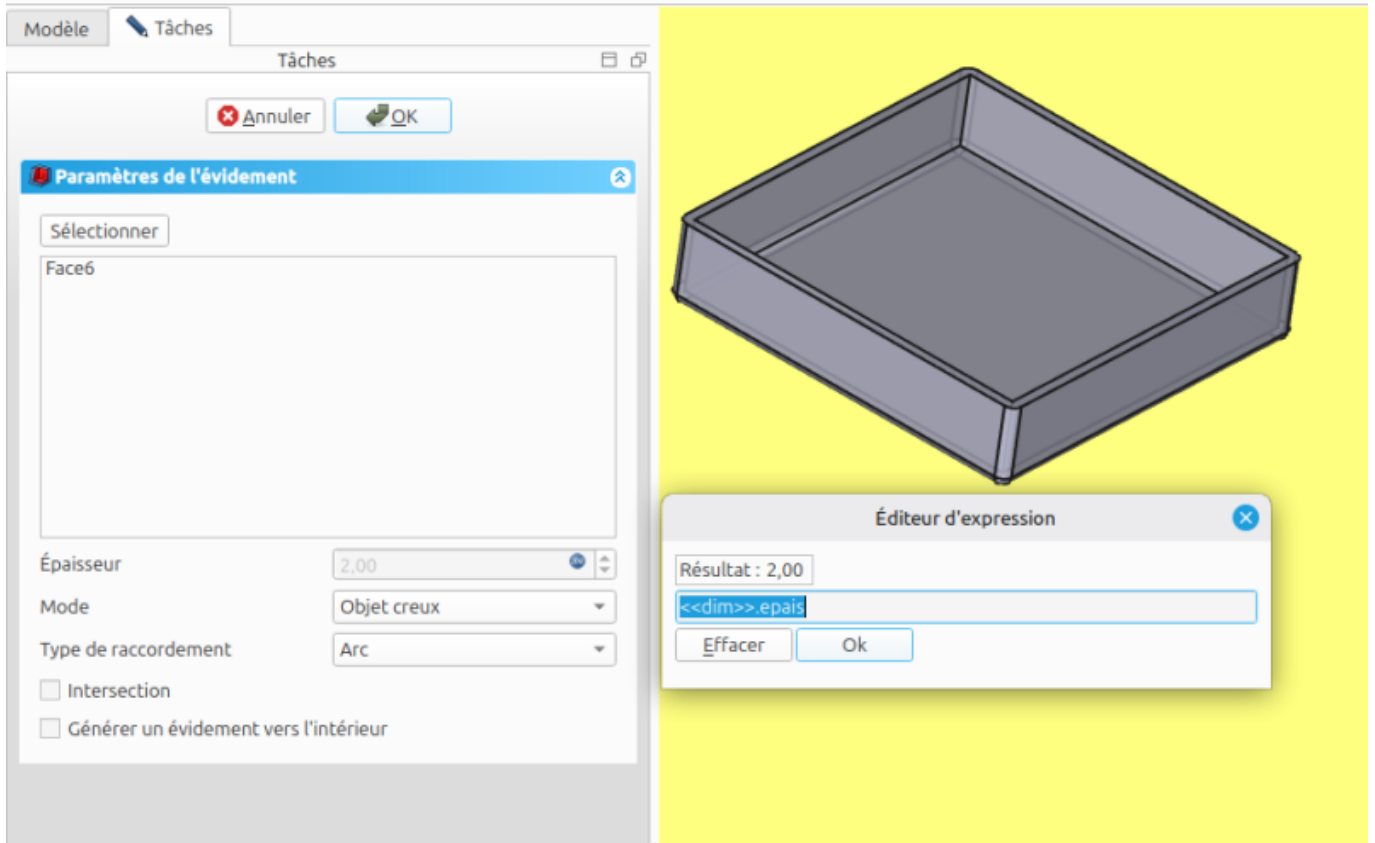 Modèle
Tâches
Tâches
Annuler
OK
Paramètres de l'évidement
Sélectionner
Face6
Épaisseur
2,00
Mode
Objet creux
Type de raccordement
Arc
Intersection
Générer un évidement vers l'intérieur
Éditeur d'expression
Résultat : 2,00
<<dim>>.epais
Effacer
Ok